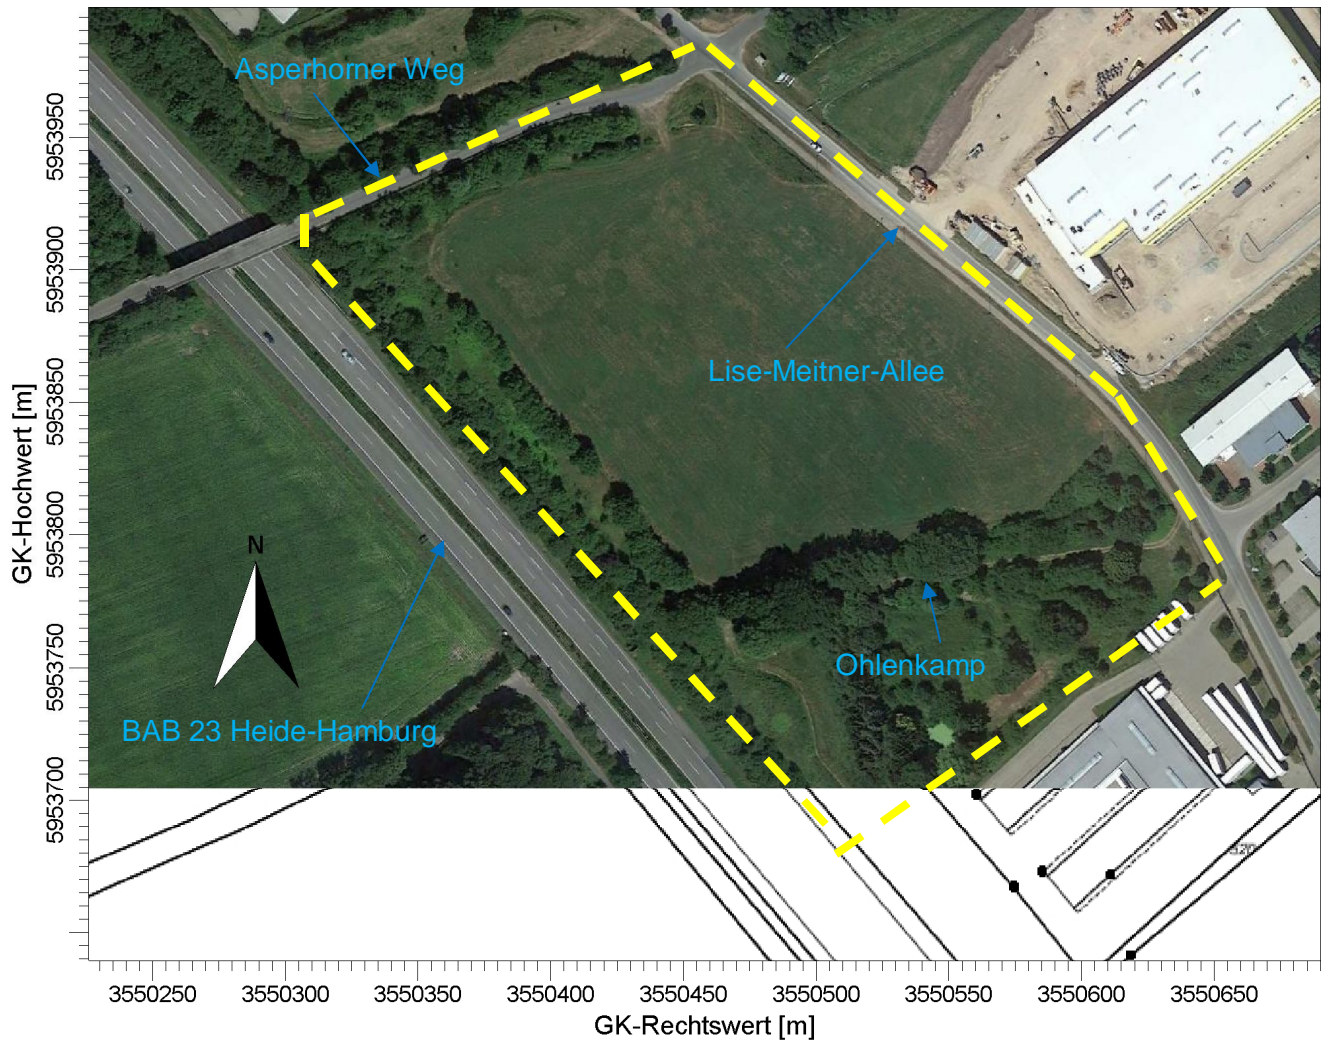 Asperhorner Weg
Lise-Meitner-Allee
N
Ohlenkamp
BAB 23 Heide-Hamburg
GK-Hochwert [m]
5953950
5953900
5953850
5953800
5953750
5953700
3550250 3550300 3550350 3550400 3550450 3550500 3550550 3550600 3550650
GK-Rechtswert [m]